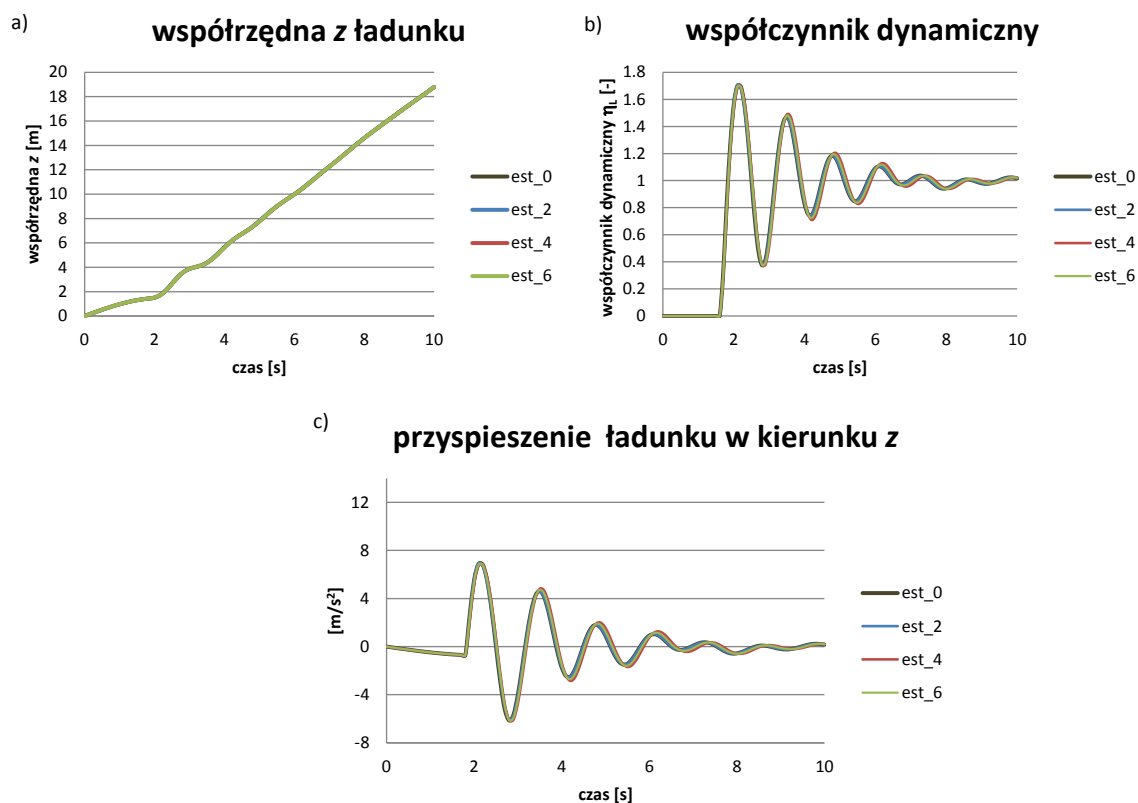 a)
współrzędna z ładunku
współrzędna z [m]
20
18
16
14
12
10
8
6
4
2
0
0 2 4 6 8 10
czas [s]
est_0
est_2
est_4
est_6
b)
współczynnik dynamiczny
współczynnik dynamiczny ηL [-]
1.8
1.6
1.4
1.2
1
0.8
0.6
0.4
0.2
0
0 2 4 6 8 10
czas [s]
est_0
est_2
est_4
est_6
c)
przyspieszenie ładunku w kierunku z
[m/s²]
12
8
4
0
-4
-8
0 2 4 6 8 10
czas [s]
est_0
est_2
est_4
est_6